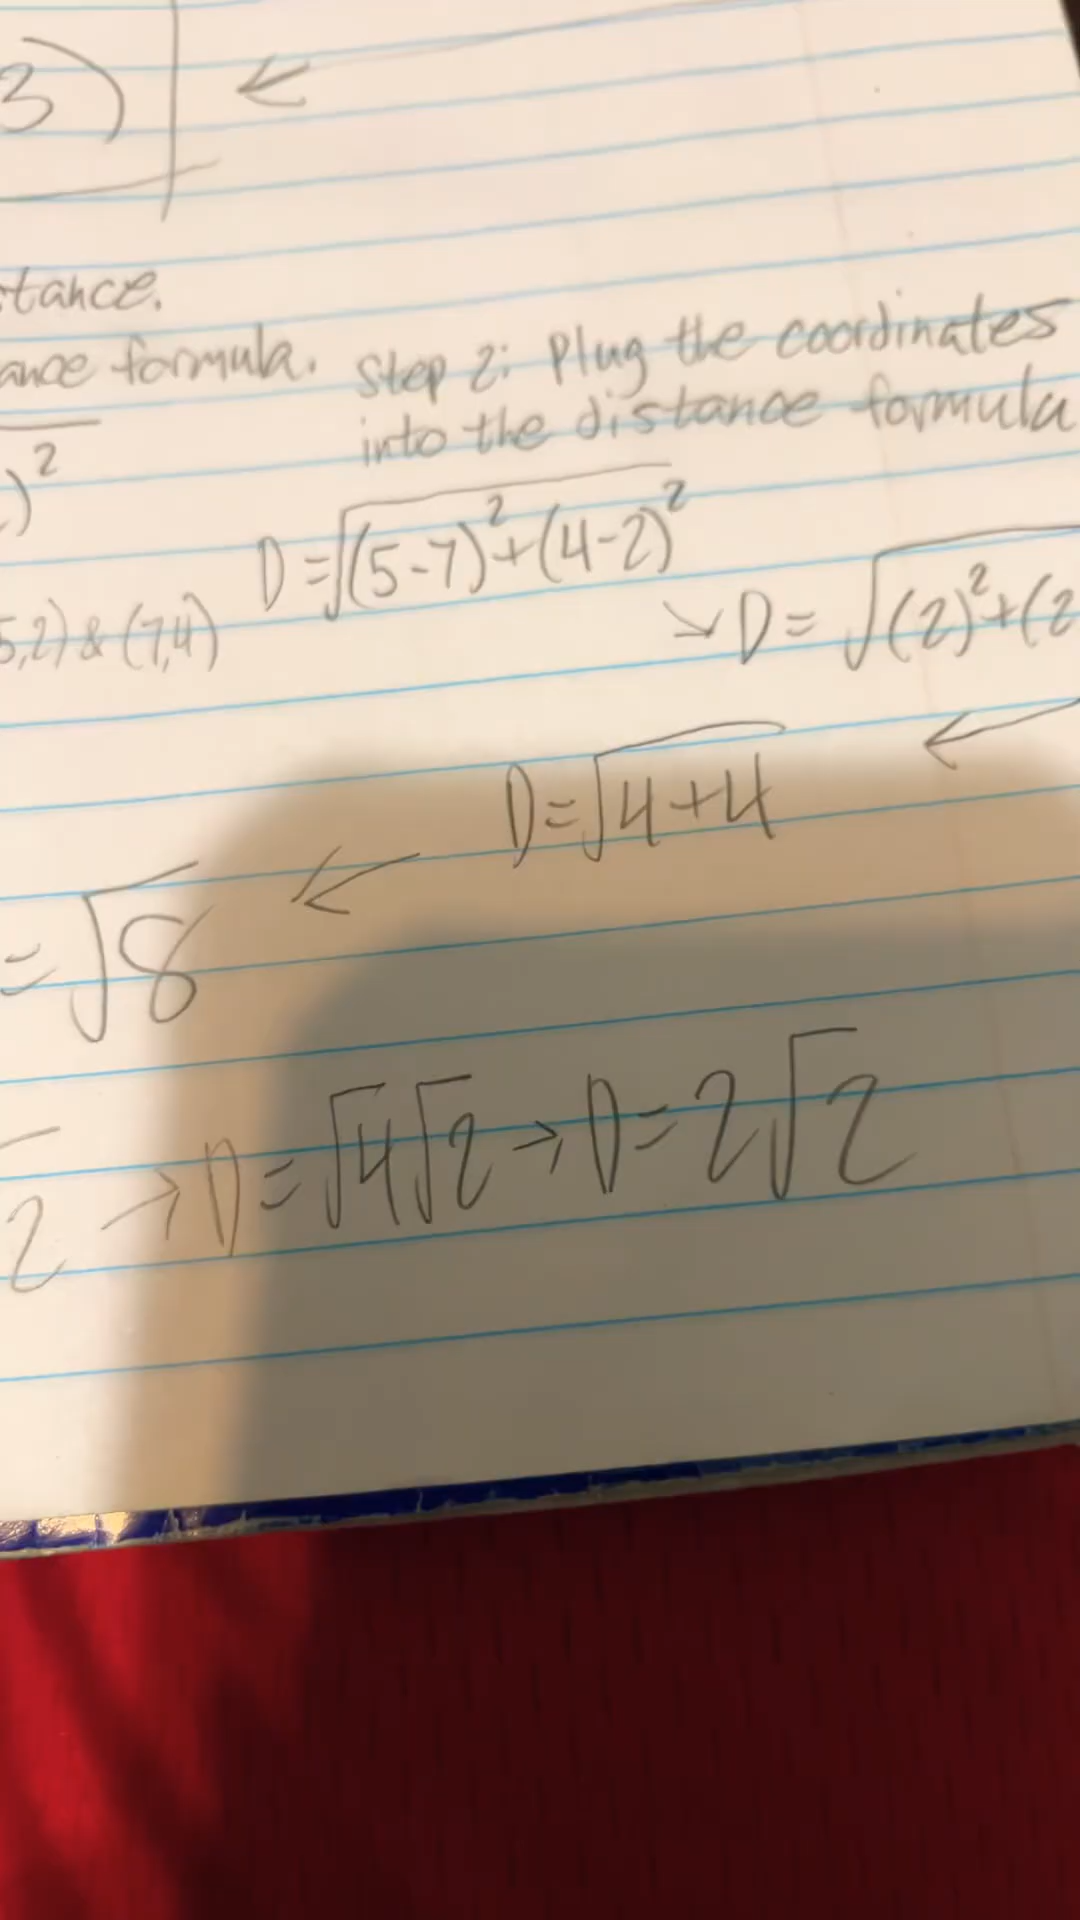 3)
tance.
ance formula. Step 2: Plug the coordinates
into the distance formula
)²
D=√(5-7)²+(4-2)²
5,2) & (7,4)
D= √(2)²+(2
D=√4+4
=√8
2 → D=√4√2 → D=2√2